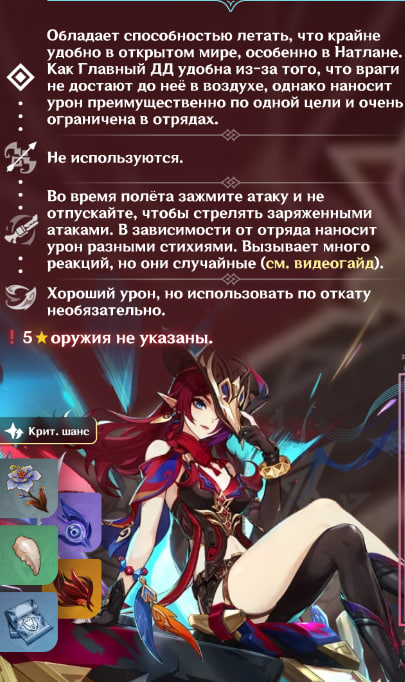 Обладает способностью летать, что крайне
удобно в открытом мире, особенно в Натлане.
Как Главный ДД удобна из-за того, что враги
не достают до неё в воздухе, однако наносит
урон преимущественно по одной цели и очень
ограничена в отрядах.
Не используются.
Во время полёта зажмите атаку и не
отпускайте, чтобы стрелять заряженными
атаками. В зависимости от отряда наносит
урон разными стихиями. Вызывает много
реакций, но они случайные (см. видеогайд).
Хороший урон, но использовать по откату
необязательно.
! 5★оружия не указаны.
Крит. шанс